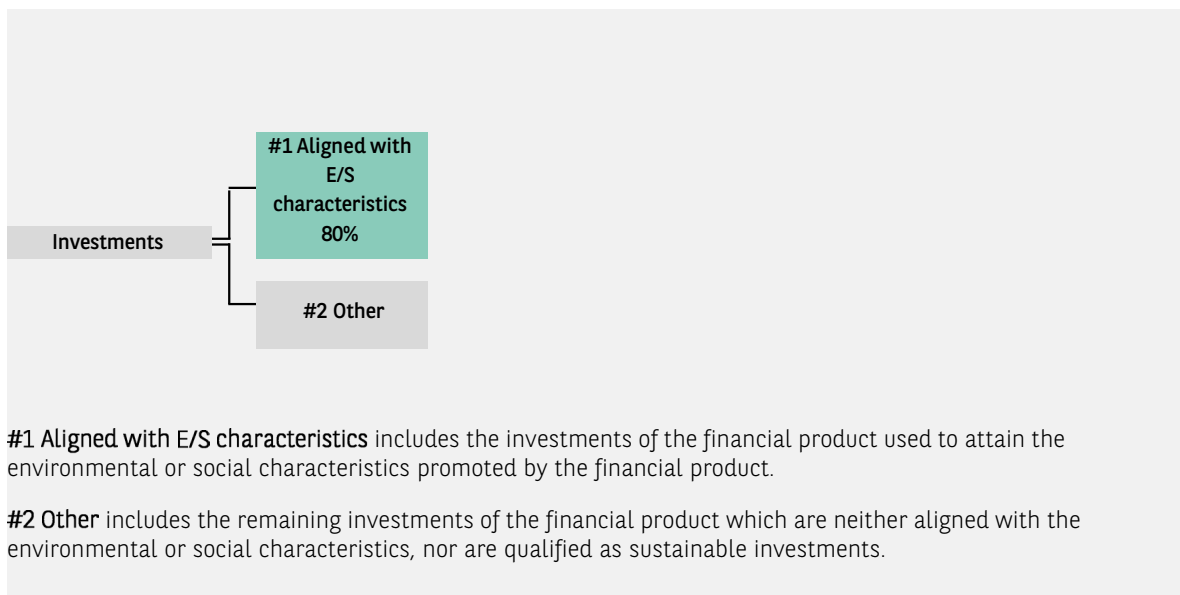 #1 Aligned with
E/S
characteristics
80%
Investments
#2 Other
#1 Aligned with E/S characteristics includes the investments of the financial product used to attain the
environmental or social characteristics promoted by the financial product.
#2 Other includes the remaining investments of the financial product which are neither aligned with the
environmental or social characteristics, nor are qualified as sustainable investments.